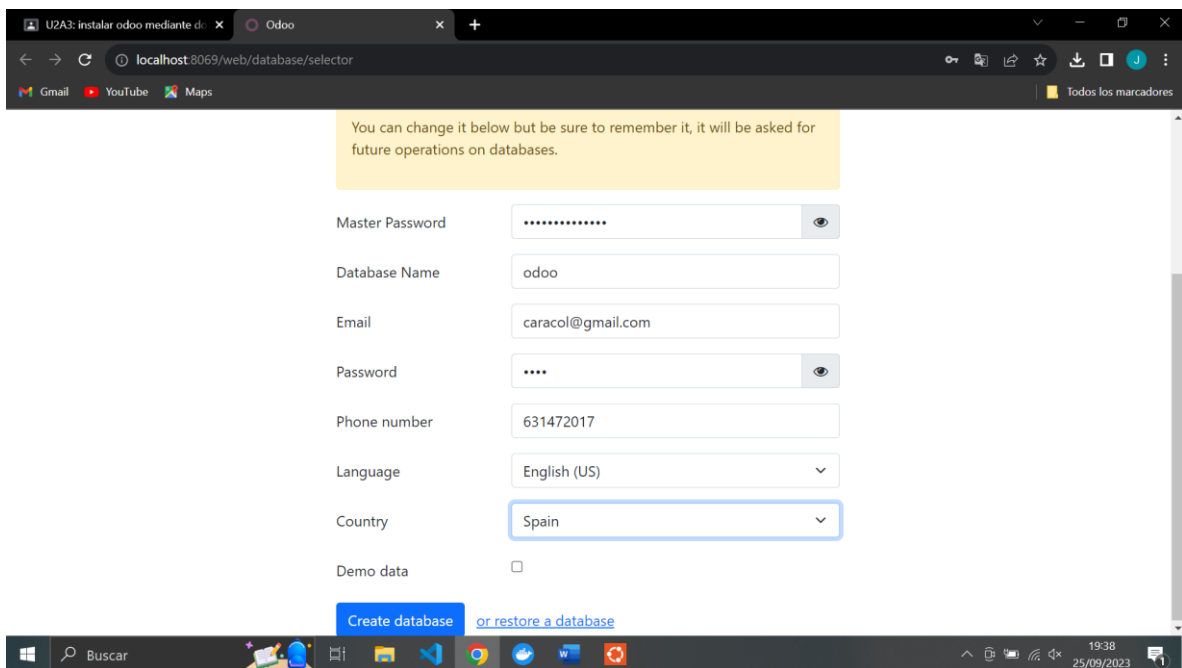 U2A3: instalar odoo mediante do
Odoo
localhost:8069/web/database/selector
Gmail
YouTube
Maps
Todos los marcadores
You can change it below but be sure to remember it, it will be asked for
future operations on databases.
Master Password
••••••••••••••
Database Name
odoo
Email
caracol@gmail.com
Password
••••
Phone number
631472017
Language
English (US)
Country
Spain
Demo data
Create database
or restore a database
Buscar
19:38
25/09/2023